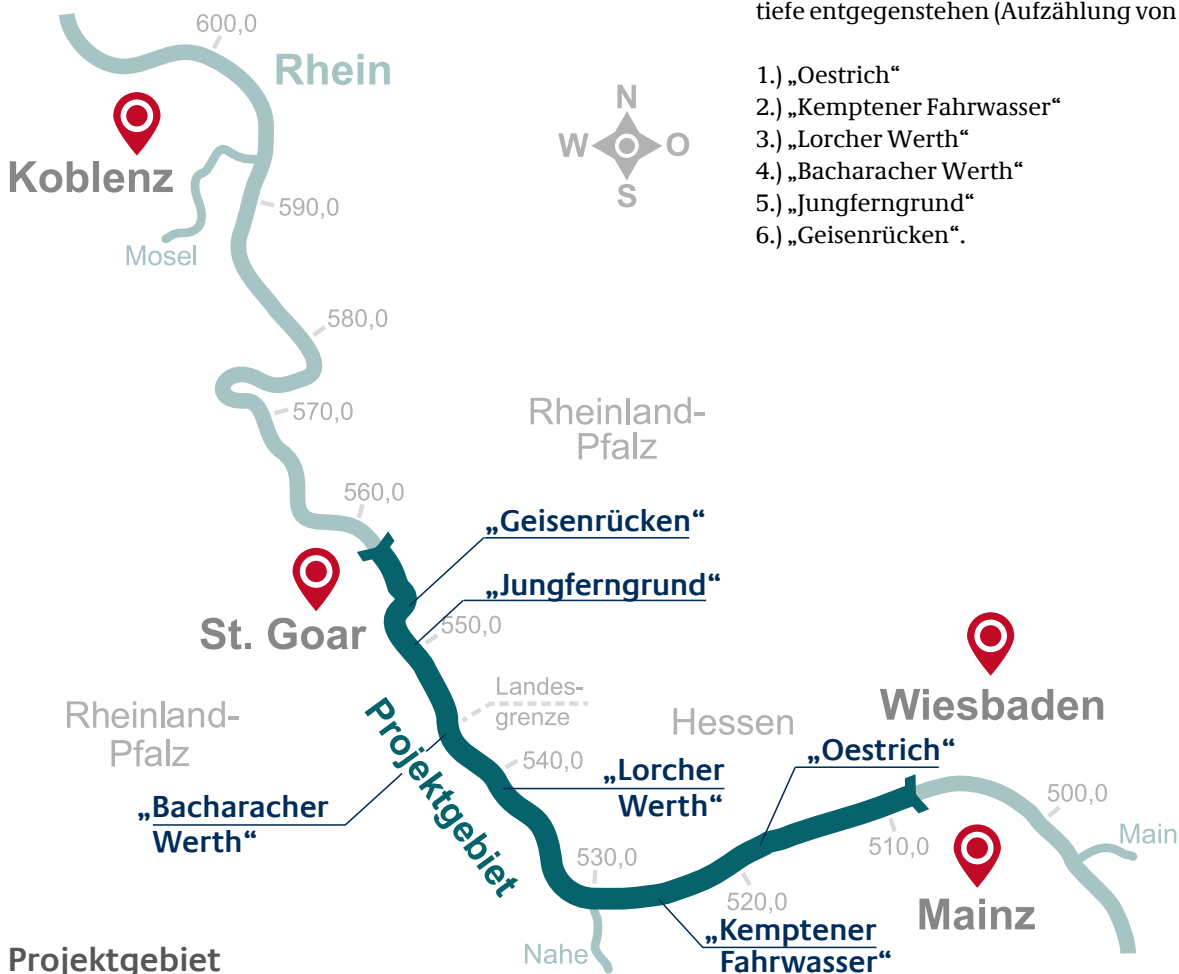 tiefe entgegenstehen (Aufzählung von
1.) „Oestrich“
2.) „Kemptener Fahrwasser“
3.) „Lorcher Werth“
4.) „Bacharacher Werth“
5.) „Jungferngrund“
6.) „Geisenrücken“.
600,0
Rhein
N
W
O
S
Koblenz
590,0
Mosel
580,0
570,0
Rheinland-
Pfalz
560,0
„Geisenrücken“
„Jungferngrund“
St. Goar
550,0
Landes-
grenze
Rheinland-
Pfalz
Projektgebiet
Hessen
Wiesbaden
540,0
„Oestrich“
„Lorcher
Werth“
„Bacharacher
Werth“
500,0
Main
510,0
530,0
520,0
Mainz
„Kemptener
Fahrwasser“
Nahe
Projektgebiet